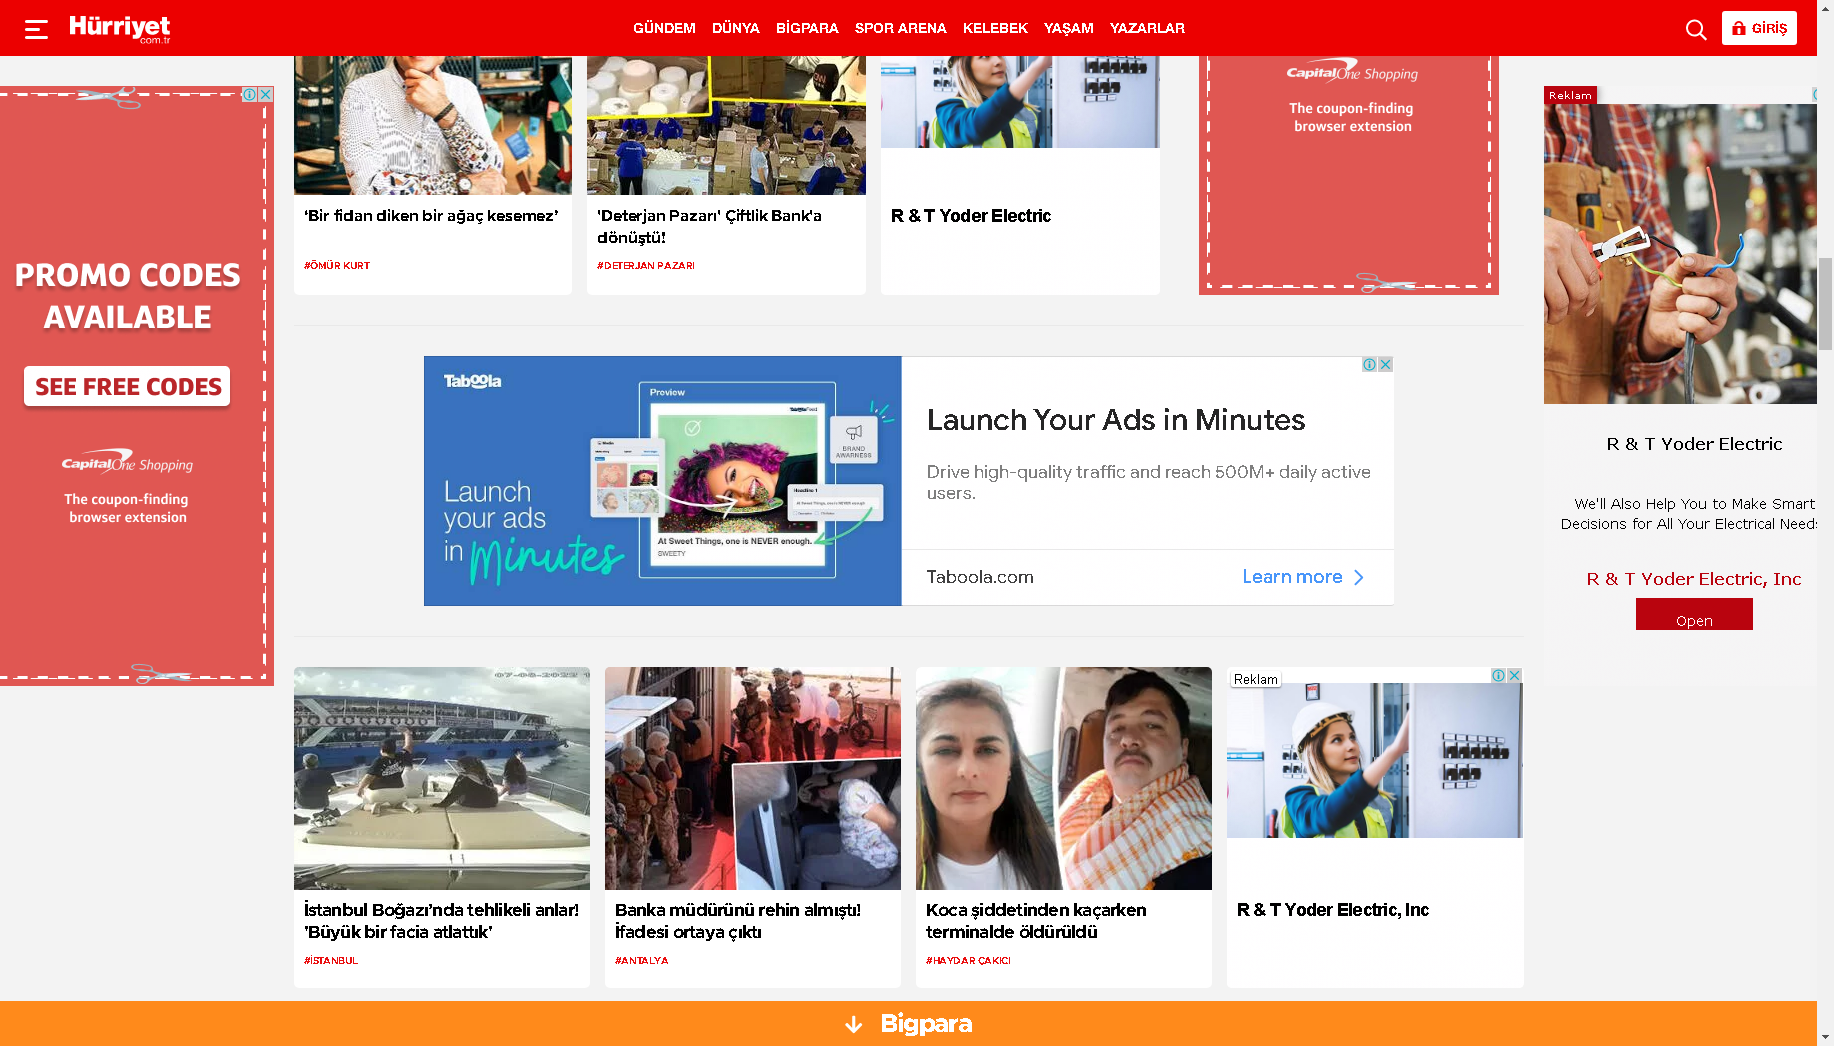 Hürriyet
com.tr
GÜNDEM DÜNYA BİGPARA SPOR ARENA KELEBEK YAŞAM YAZARLAR
GİRİŞ
PROMO CODES
AVAILABLE
SEE FREE CODES
CapitalOne Shopping
The coupon-finding
browser extension
‘Bir fidan diken bir ağaç kesemez’
#ÖMÜR KURT
'Deterjan Pazarı' Çiftlik Bank'a
dönüştü!
#DETERJAN PAZARI
R & T Yoder Electric
CapitalOne Shopping
The coupon-finding
browser extension
Reklam
R & T Yoder Electric
We'll Also Help You to Make Smart
Decisions for All Your Electrical Needs
R & T Yoder Electric, Inc
Open
Taboola
Launch
your ads
in Minutes
Preview
BRAND
AWARNESS
Headline 1
At Sweet Things, one is NEVER enough.
SWEETY
Launch Your Ads in Minutes
Drive high-quality traffic and reach 500M+ daily active
users.
Taboola.com
Learn more
İstanbul Boğazı’nda tehlikeli anlar!
'Büyük bir facia atlattık'
#İSTANBUL
Banka müdürünü rehin almıştı!
İfadesi ortaya çıktı
#ANTALYA
Koca şiddetinden kaçarken
terminalde öldürüldü
#HAYDAR ÇAKICI
Reklam
R & T Yoder Electric, Inc
Bigpara